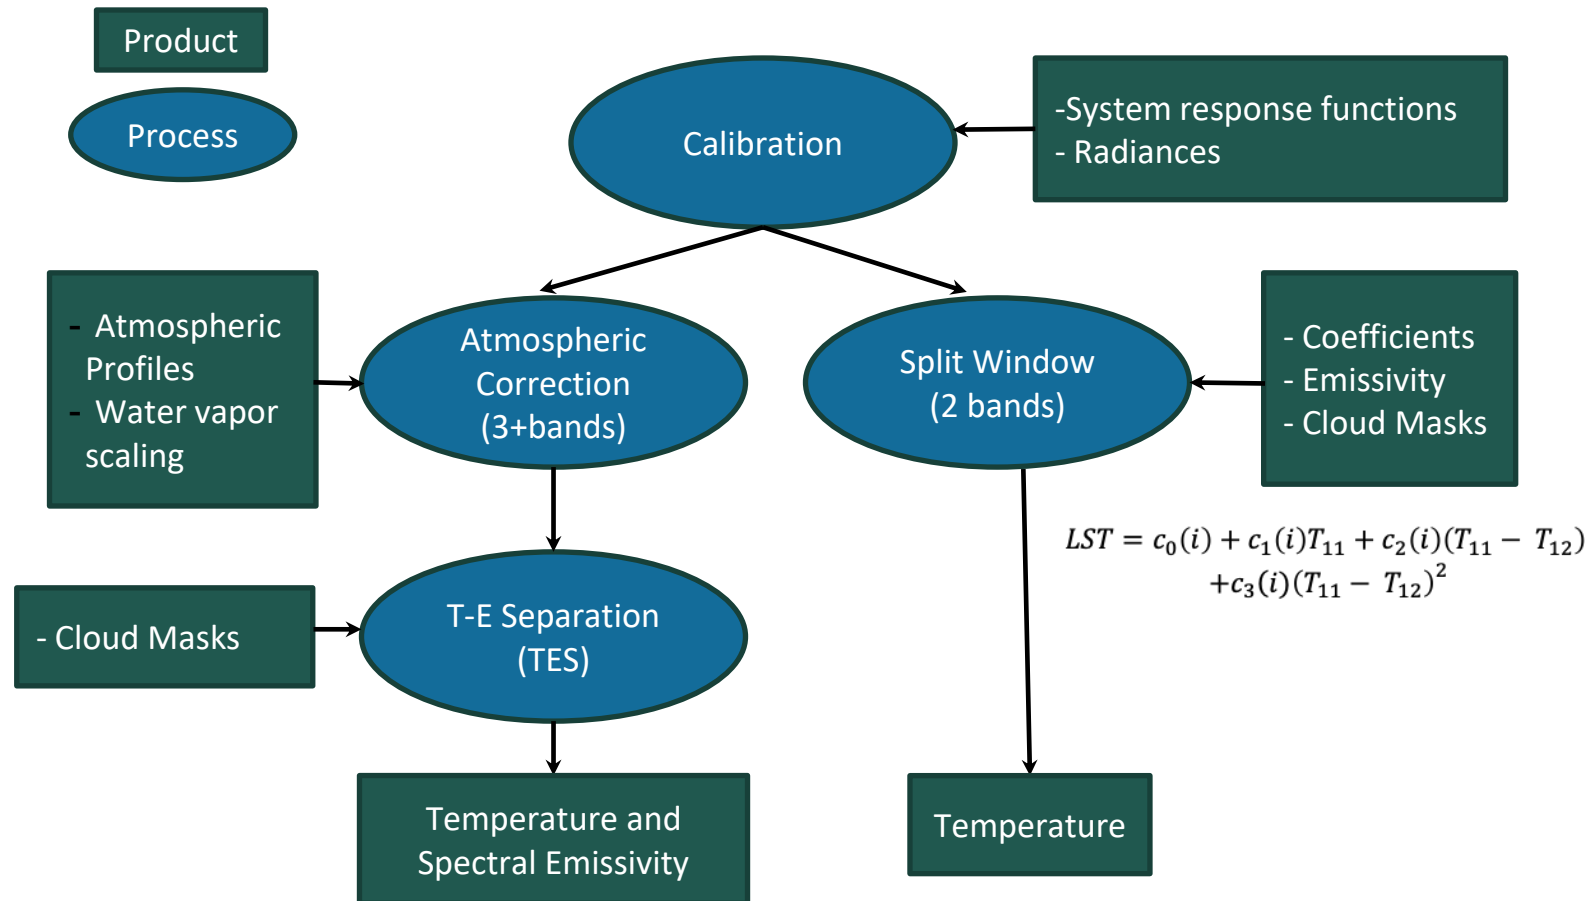 Product
Process
Calibration
-System response functions
- Radiances
- Atmospheric
Profiles
- Water vapor
scaling
Atmospheric
Correction
(3+bands)
Split Window
(2 bands)
- Coefficients
- Emissivity
- Cloud Masks
LST = c₀(i) + c₁(i)T₁₁ + c₂(i)(T₁₁ − T₁₂)
+c₃(i)(T₁₁ − T₁₂)²
- Cloud Masks
T-E Separation
(TES)
Temperature and
Spectral Emissivity
Temperature